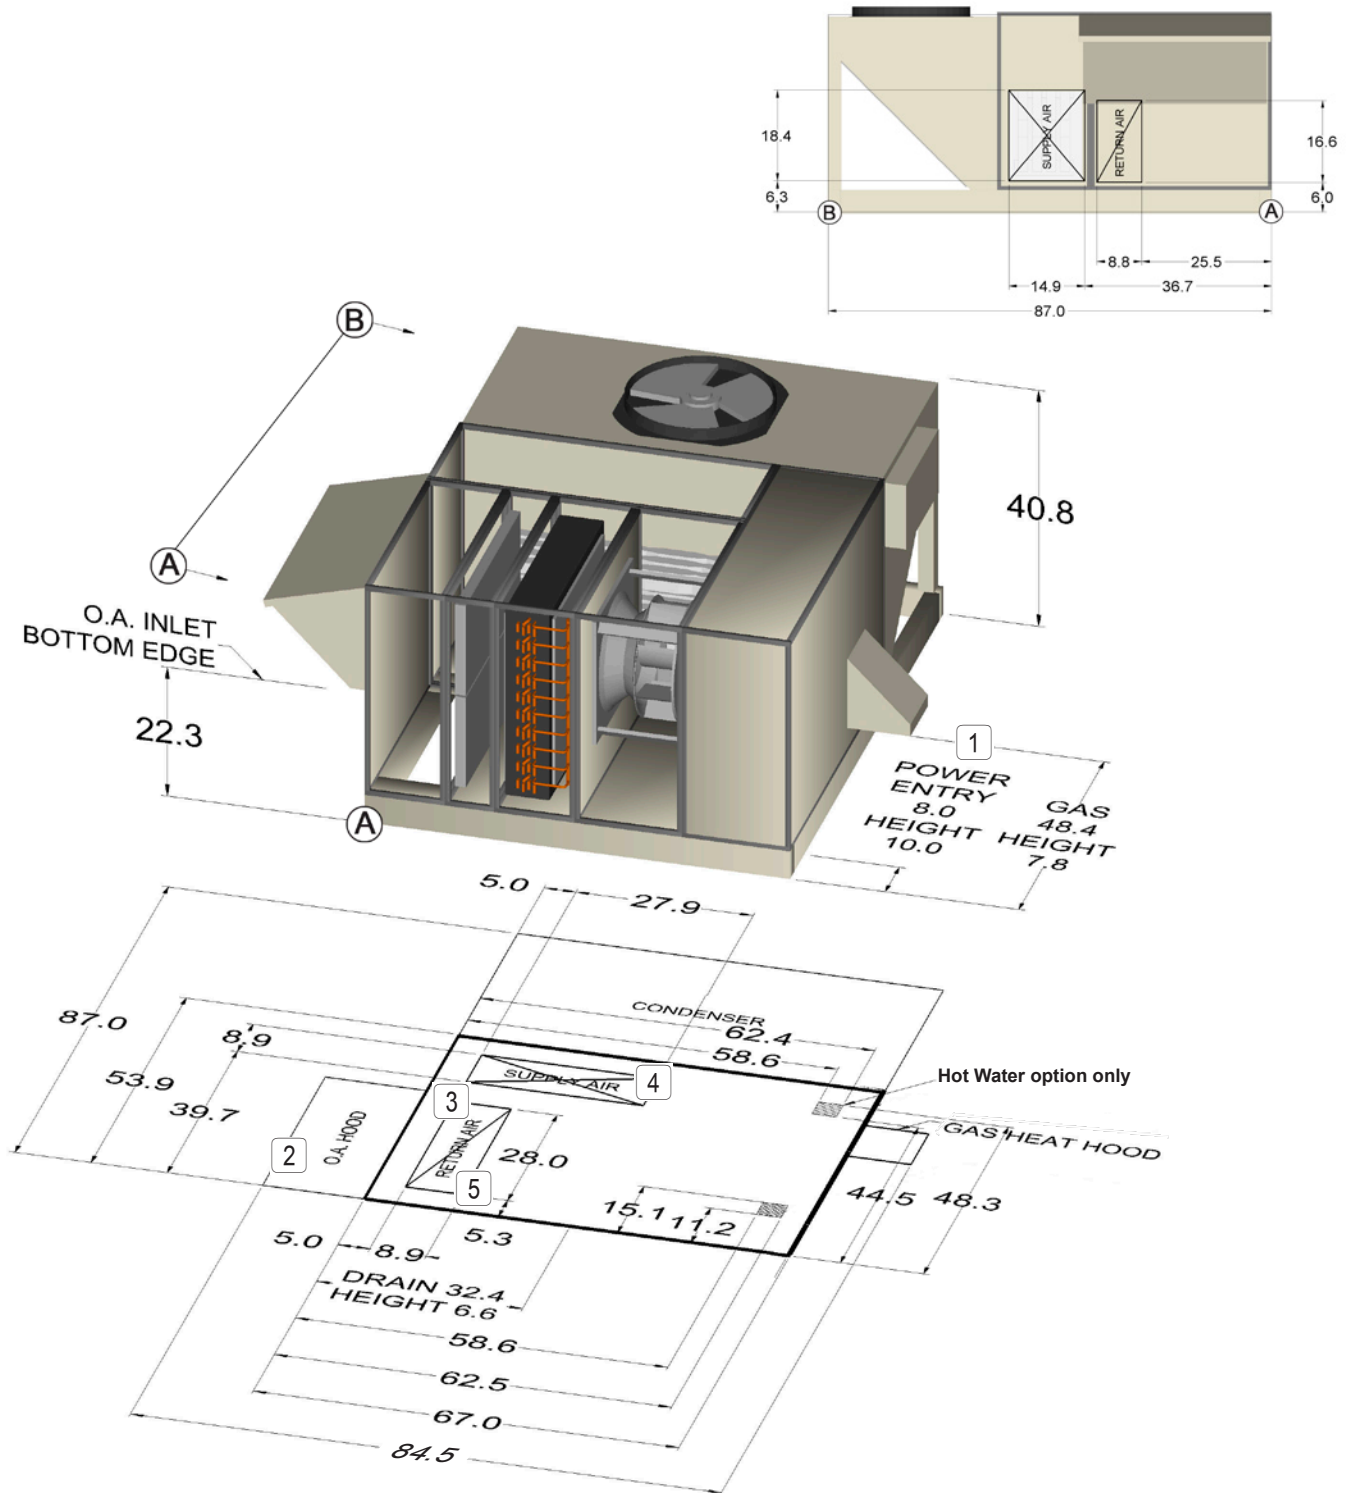 18.4
6.3
SUPPLY AIR
RETURN AIR
16.6
6.0
B
A
8.8
25.5
14.9
36.7
87.0
B
A
40.8
O.A. INLET
BOTTOM EDGE
22.3
A
1
POWER
ENTRY
8.0
HEIGHT
10.0
GAS
48.4
HEIGHT
7.8
5.0
27.9
87.0
53.9
8.9
39.7
CONDENSER
62.4
58.6
SUPPLY AIR
4
Hot Water option only
3
GAS HEAT HOOD
2
O.A. HOOD
RETURN AIR
28.0
5
15.1
11.2
44.5
48.3
5.0
8.9
5.3
DRAIN 32.4
HEIGHT 6.6
58.6
62.5
67.0
84.5